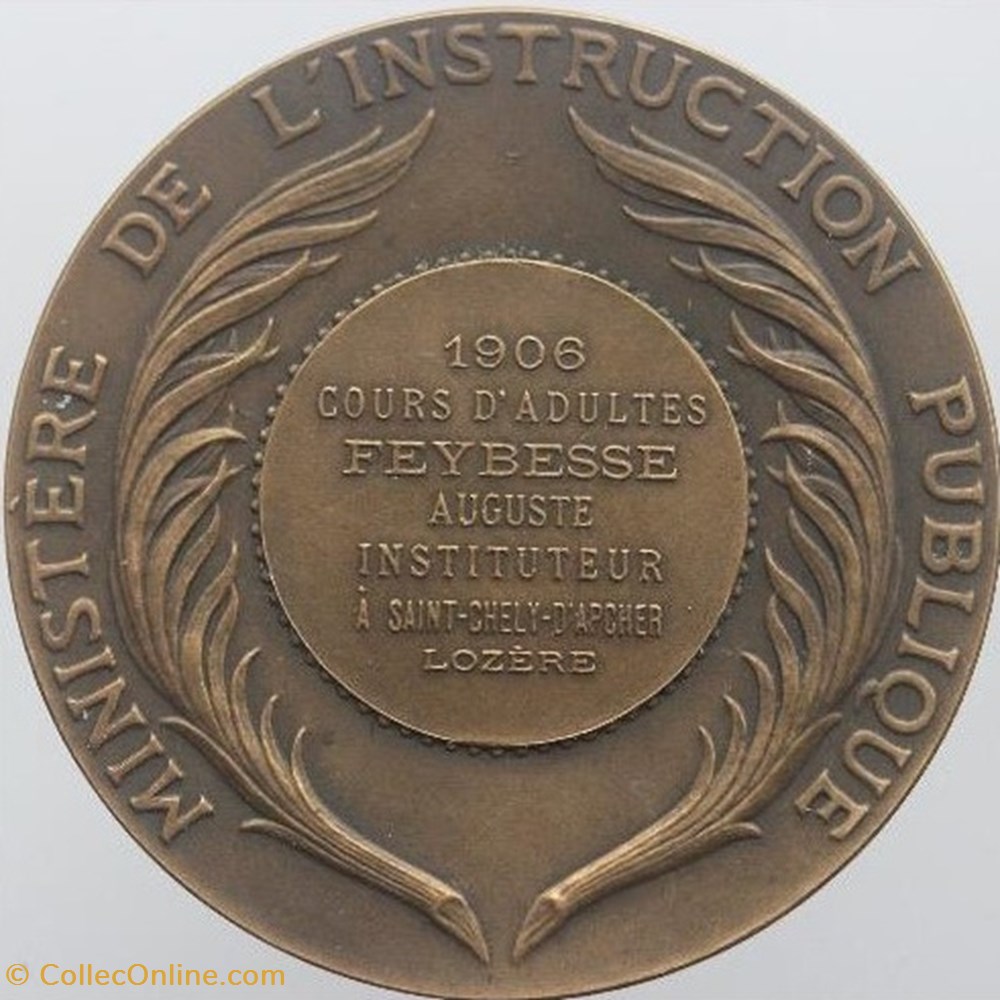 MINISTÈRE DE L'INSTRUCTION PUBLIQUE
1906
COURS D'ADULTES
FEYBESSE
AUGUSTE
INSTITUTEUR
À SAINT-CHELY-D'APCHER
LOZÈRE
© CollecOnline.com